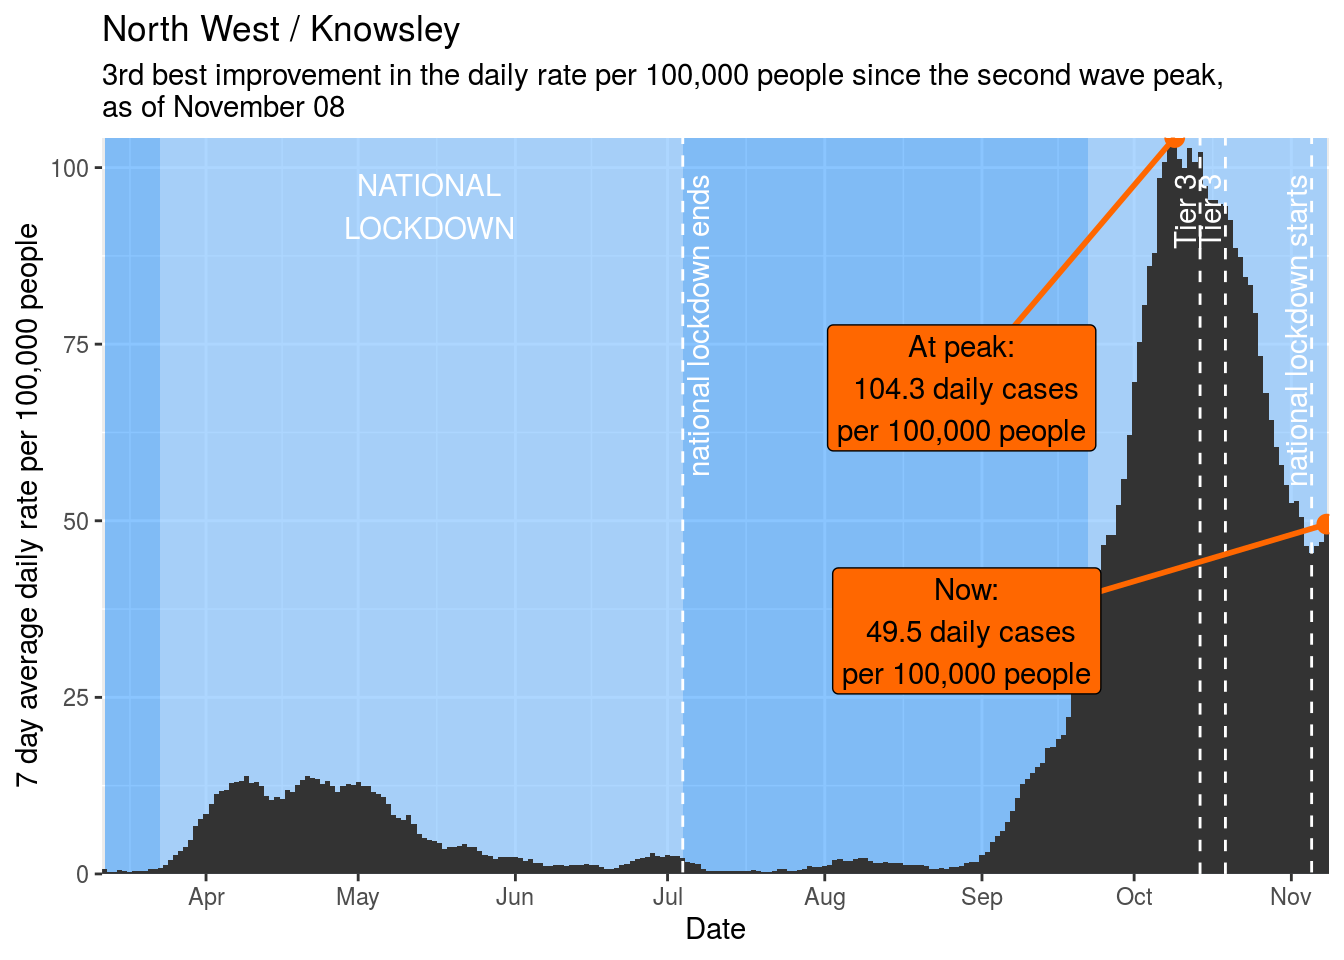 North West / Knowsley
3rd best improvement in the daily rate per 100,000 people since the second wave peak,
as of November 08
7 day average daily rate per 100,000 people
100
75
50
25
0
NATIONAL
LOCKDOWN
national lockdown ends
At peak:
104.3 daily cases
per 100,000 people
Now:
49.5 daily cases
per 100,000 people
Tier 3
Tier 3
national lockdown starts
Apr
May
Jun
Jul
Aug
Sep
Oct
Nov
Date